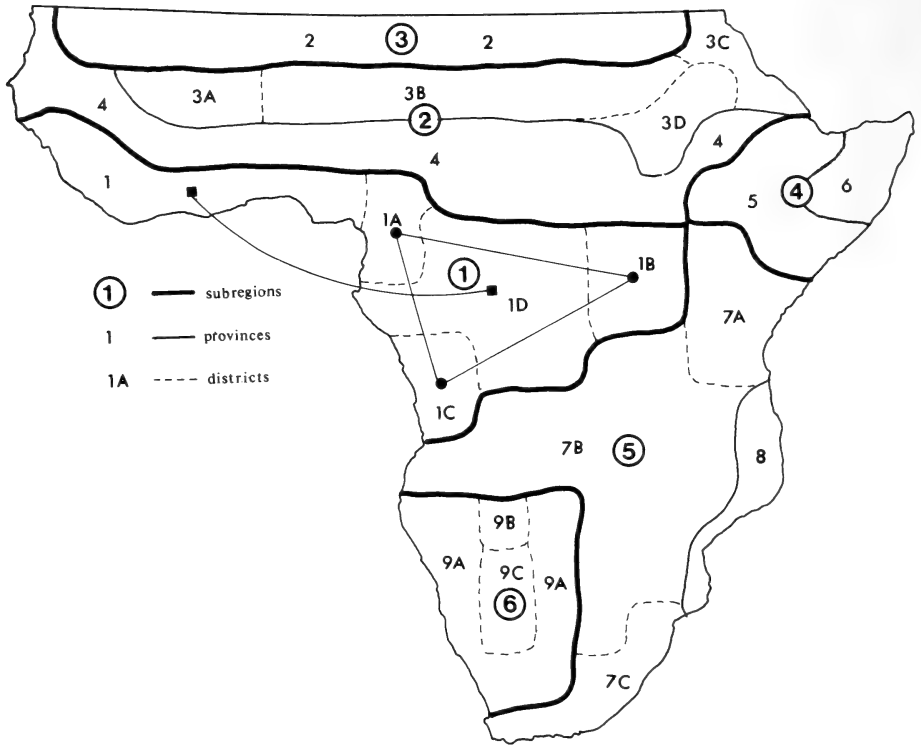 2 ③ 2 3C
3A 3B
4 ② 3D 4
4
1 5 ④ 6
1A
① 1B
1D
① subregions
1 provinces
1A districts
7A
1C
7B ⑤ 8
9B
9A 9C 9A
⑥
7C